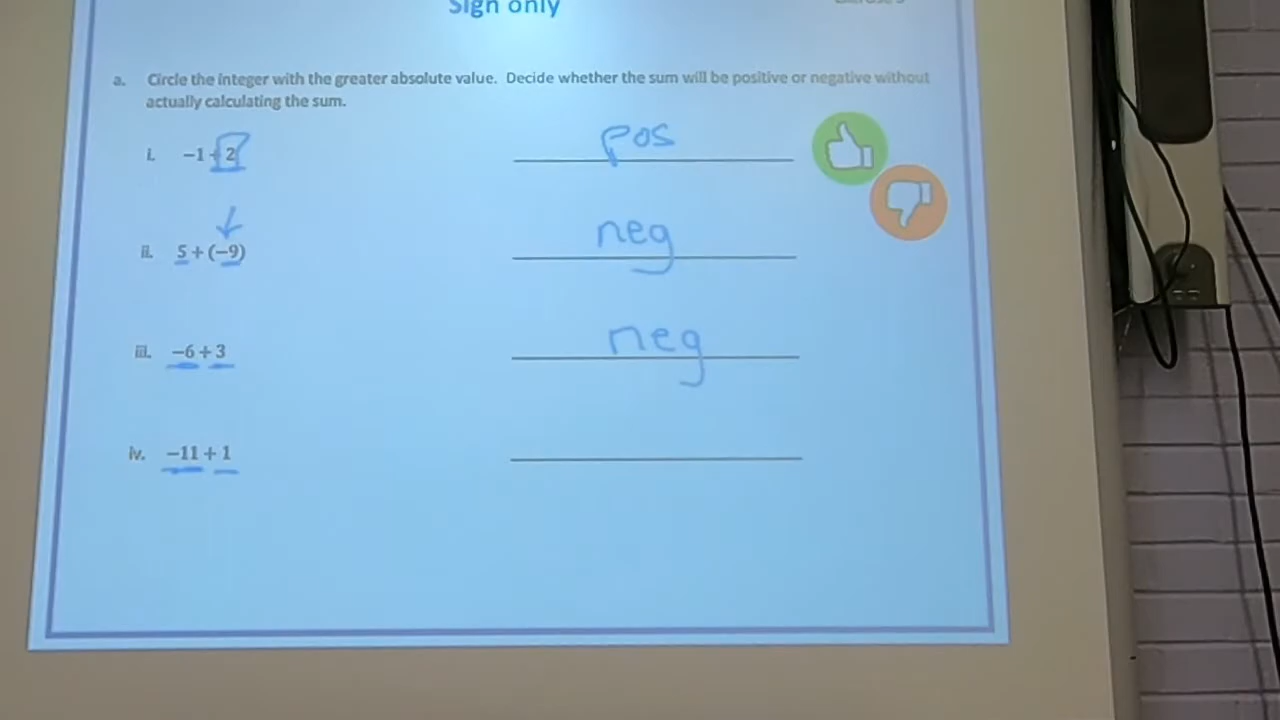 Sign only
a. Circle the integer with the greater absolute value. Decide whether the sum will be positive or negative without
actually calculating the sum.
i. −1 + 2 pos
ii. 5 + (−9) neg
iii. −6 + 3 neg
iv. −11 + 1